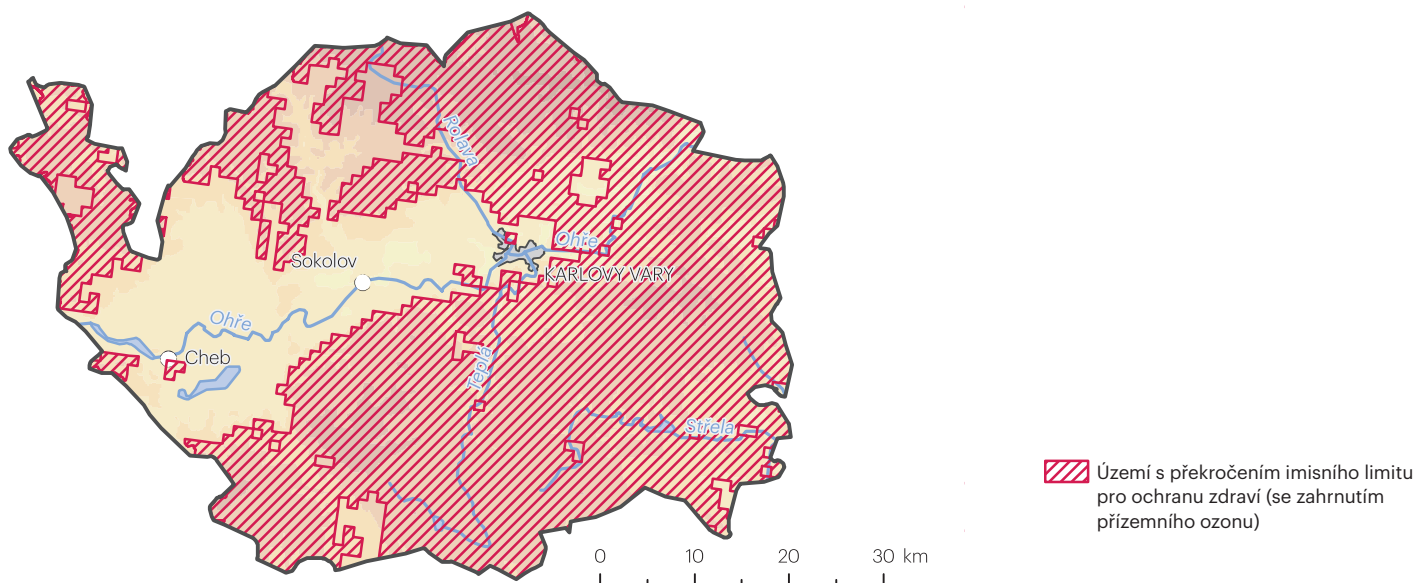 Rolava
Ohře
Sokolov
KARLOVY VARY
Ohře
Cheb
Teplá
Střela
Území s překročením imisního limitu
pro ochranu zdraví (se zahrnutím
přízemního ozonu)
0 10 20 30 km